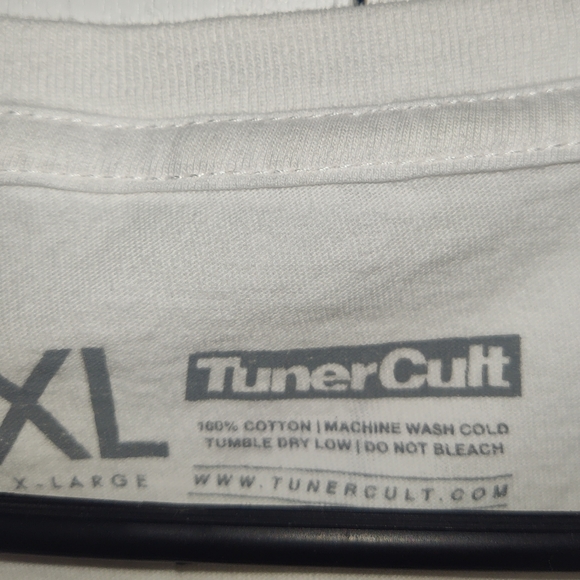 XL
X-LARGE
TunerCult
100% COTTON | MACHINE WASH COLD
TUMBLE DRY LOW | DO NOT BLEACH
WWW.TUNERCULT.COM